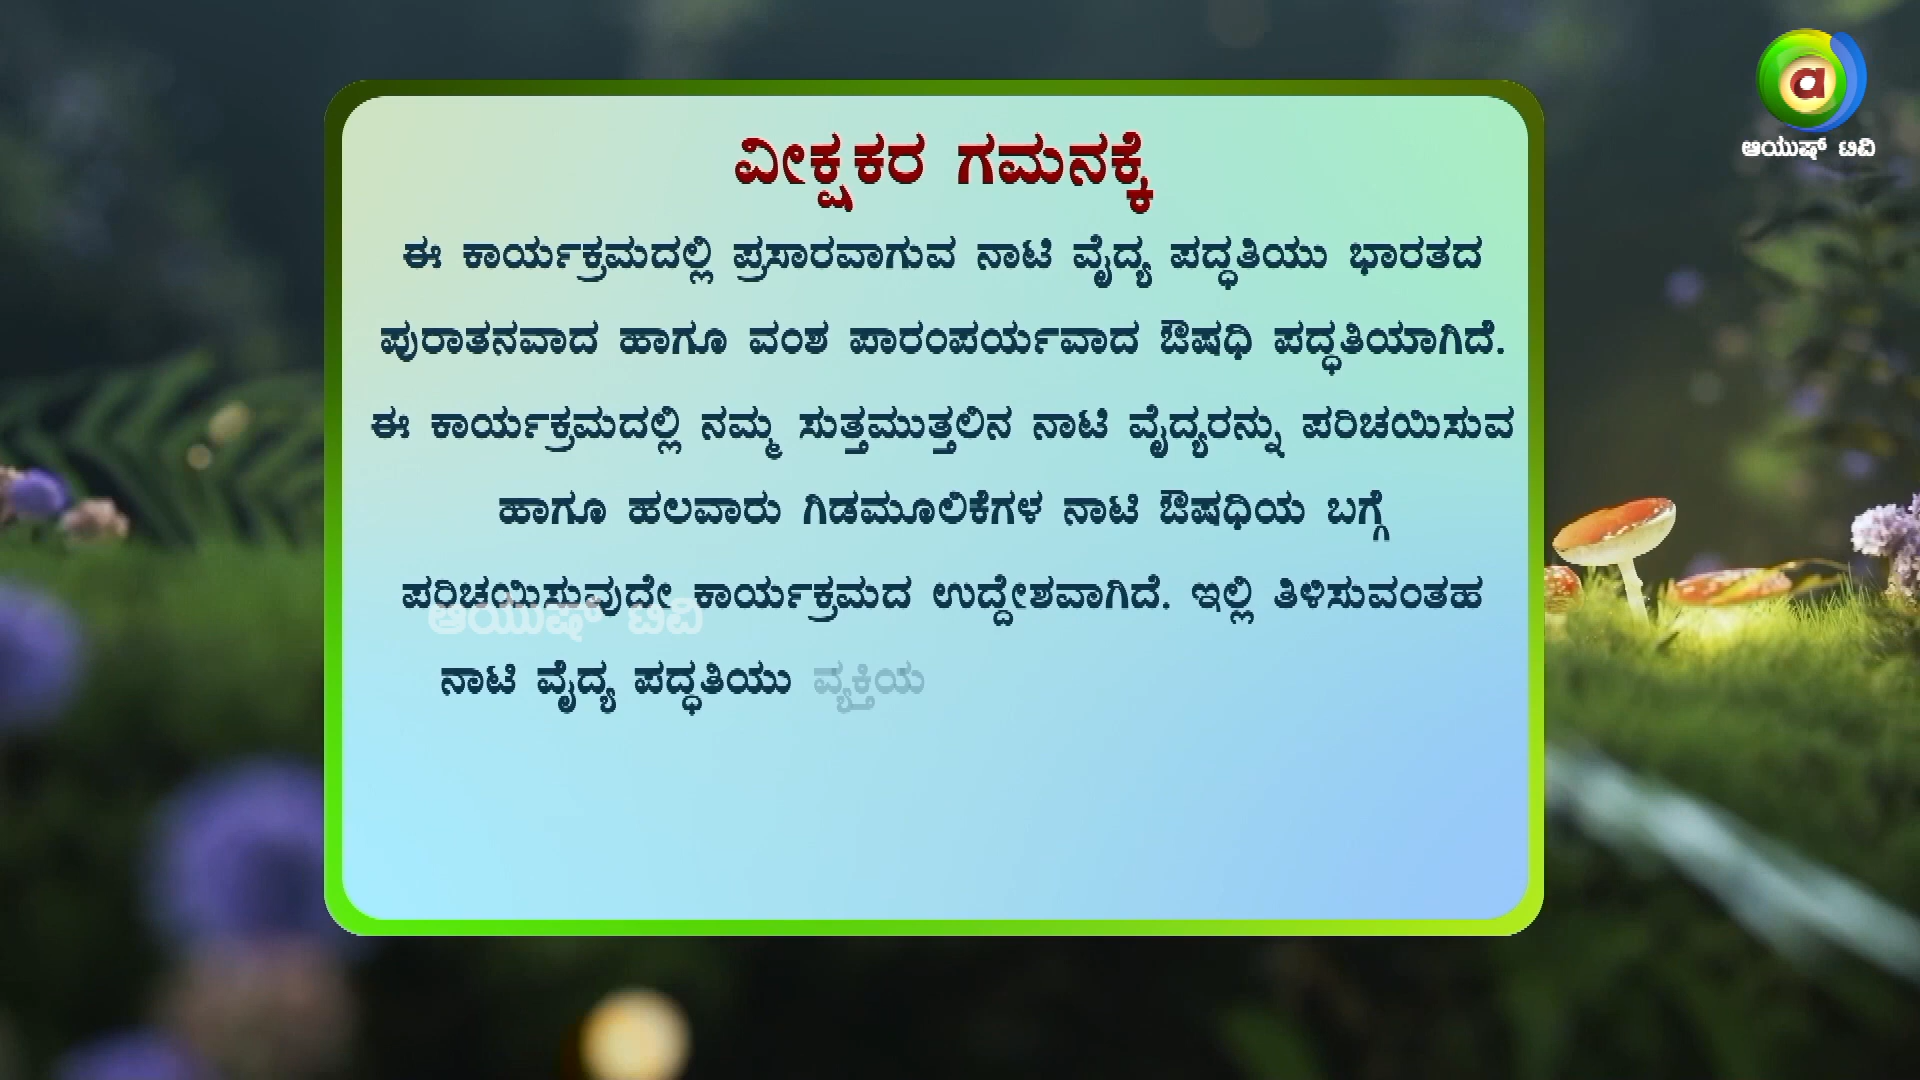 ಆಯುಷ್ ಟಿವಿ
ವೀಕ್ಷಕರ ಗಮನಕ್ಕೆ
ಈ ಕಾರ್ಯಕ್ರಮದಲ್ಲಿ ಪ್ರಸಾರವಾಗುವ ನಾಟಿ ವೈದ್ಯ ಪದ್ಧತಿಯು ಭಾರತದ
ಪುರಾತನವಾದ ಹಾಗೂ ವಂಶ ಪಾರಂಪರ್ಯವಾದ ಔಷಧಿ ಪದ್ಧತಿಯಾಗಿದೆ.
ಈ ಕಾರ್ಯಕ್ರಮದಲ್ಲಿ ನಮ್ಮ ಸುತ್ತಮುತ್ತಲಿನ ನಾಟಿ ವೈದ್ಯರನ್ನು ಪರಿಚಯಿಸುವ
ಹಾಗೂ ಹಲವಾರು ಗಿಡಮೂಲಿಕೆಗಳ ನಾಟಿ ಔಷಧಿಯ ಬಗ್ಗೆ
ಪರಿಚಯಿಸುವುದೇ ಕಾರ್ಯಕ್ರಮದ ಉದ್ದೇಶವಾಗಿದೆ. ಇಲ್ಲಿ ತಿಳಿಸುವಂತಹ
ಆಯುಷ್ ಟಿವಿ
ನಾಟಿ ವೈದ್ಯ ಪದ್ಧತಿಯು ವ್ಯಕ್ತಿಯ